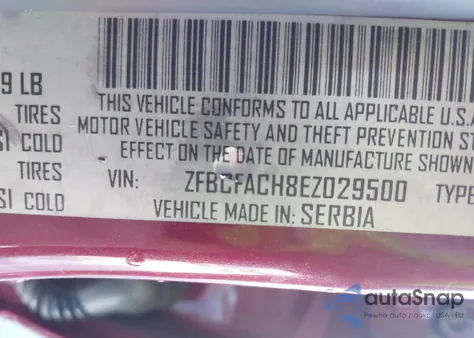 9 LB
THIS VEHICLE CONFORMS TO ALL APPLICABLE U.S.A
TIRES
MOTOR VEHICLE SAFETY AND THEFT PREVENTION ST
SI COLD
EFFECT ON THE DATE OF MANUFACTURE SHOWN
TIRES
VIN: ZFBCFACH8EZ029500 TYPE
SI COLD
VEHICLE MADE IN: SERBIA
autoSnap